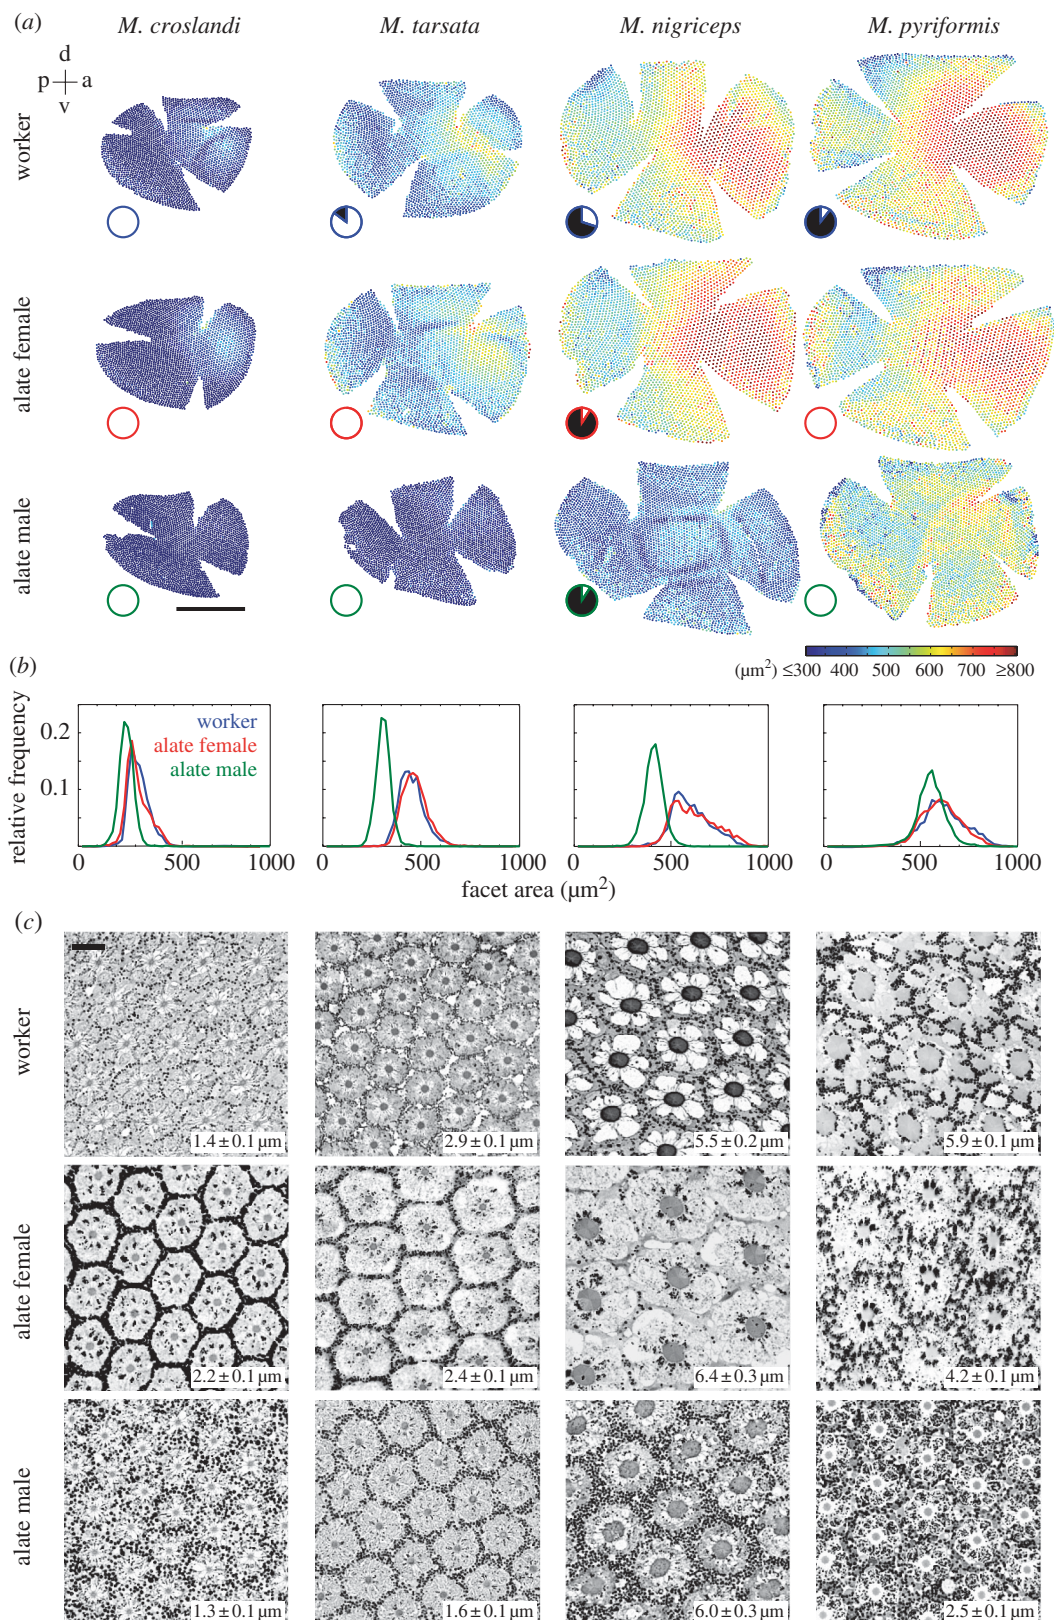 (a) M. croslandi M. tarsata M. nigriceps M. pyriformis
d
p a
v
worker
alate female
alate male
(µm²) ≤300 400 500 600 700 ≥800
(b)
relative frequency
0.2
0.1
worker
alate female
alate male
0 500 1000 0 500 1000 0 500 1000 0 500 1000
facet area (µm²)
(c)
worker
1.4 ± 0.1 µm 2.9 ± 0.1 µm 5.5 ± 0.2 µm 5.9 ± 0.1 µm
alate female
2.2 ± 0.1 µm 2.4 ± 0.1 µm 6.4 ± 0.3 µm 4.2 ± 0.1 µm
alate male
1.3 ± 0.1 µm 1.6 ± 0.1 µm 6.0 ± 0.3 µm 2.5 ± 0.1 µm